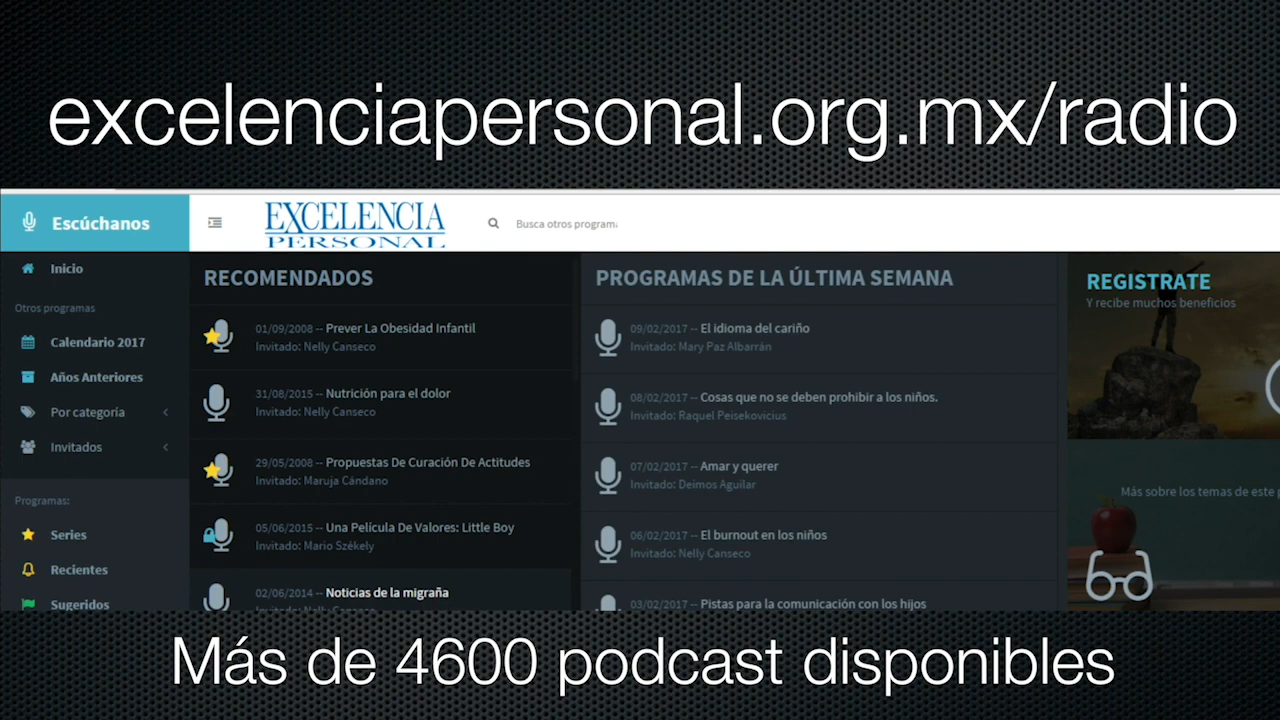 excelenciapersonal.org.mx/radio
Escúchanos
EXCELENCIA
PERSONAL
Busca otros programa
Inicio
Otros programas
Calendario 2017
Años Anteriores
Por categoría
Invitados
Programas:
Series
Recientes
Sugeridos
RECOMENDADOS
01/09/2008 -- Prever La Obesidad Infantil
Invitado: Nelly Canseco
31/08/2015 -- Nutrición para el dolor
Invitado: Nelly Canseco
29/05/2008 -- Propuestas De Curación De Actitudes
Invitado: Maruja Cándano
05/06/2015 -- Una Película De Valores: Little Boy
Invitado: Mario Székely
02/06/2014 -- Noticias de la migraña
Invitado: Nelly Canseco
PROGRAMAS DE LA ÚLTIMA SEMANA
09/02/2017 -- El idioma del cariño
Invitado: Mary Paz Albarrán
08/02/2017 -- Cosas que no se deben prohibir a los niños.
Invitado: Raquel Peisekovicius
07/02/2017 -- Amar y querer
Invitado: Deimos Aguilar
06/02/2017 -- El burnout en los niños
Invitado: Nelly Canseco
03/02/2017 -- Pistas para la comunicación con los hijos
REGISTRATE
Y recibe muchos beneficios
Más sobre los temas de este
Más de 4600 podcast disponibles